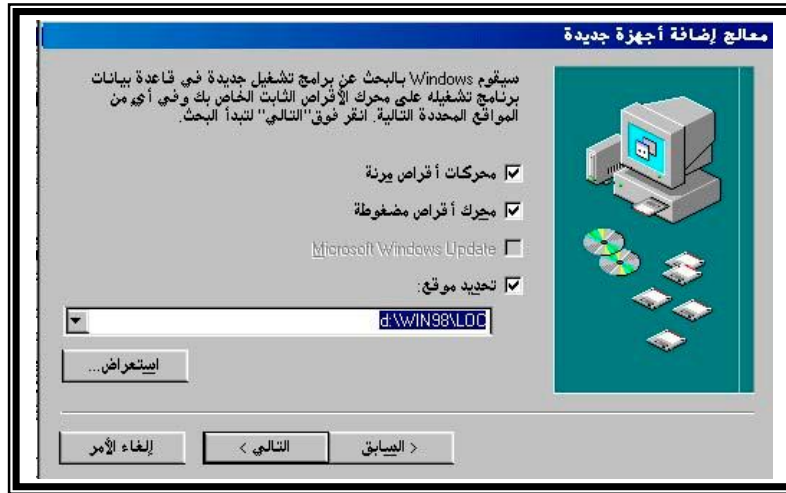 معالج إضافة أجهزة جديدة
سيقوم Windows بالبحث عن برامج تشغيل جديدة في قاعدة بيانات
برنامج تشغيله على محرك الأقراص الثابت الخاص بك وفي أي من
المواقع المحددة التالية. انقر فوق"التالي" لتبدأ البحث.
محركات أقراص مرنة
محرك أقراص مضغوطة
Microsoft Windows Update
تحديد موقع:
d:\WIN98\LOC
استعراض...
< السابق
التالي >
إلغاء الأمر